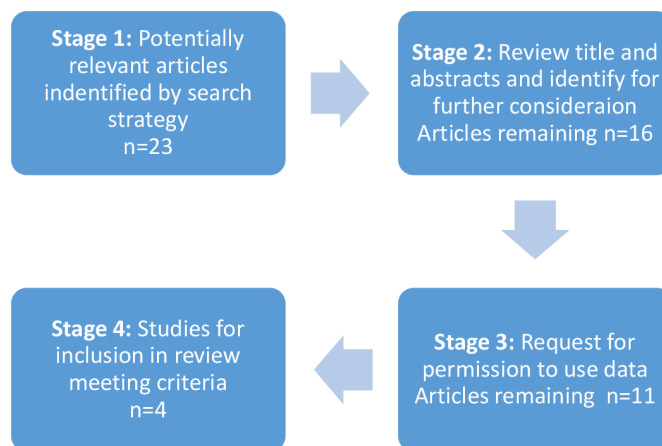 Stage 1: Potentially
relevant articles
indentified by search
strategy
n=23
Stage 2: Review title and
abstracts and identify for
further consideraion
Articles remaining n=16
Stage 3: Request for
permission to use data
Articles remaining  n=11
Stage 4: Studies for
inclusion in review
meeting criteria
n=4